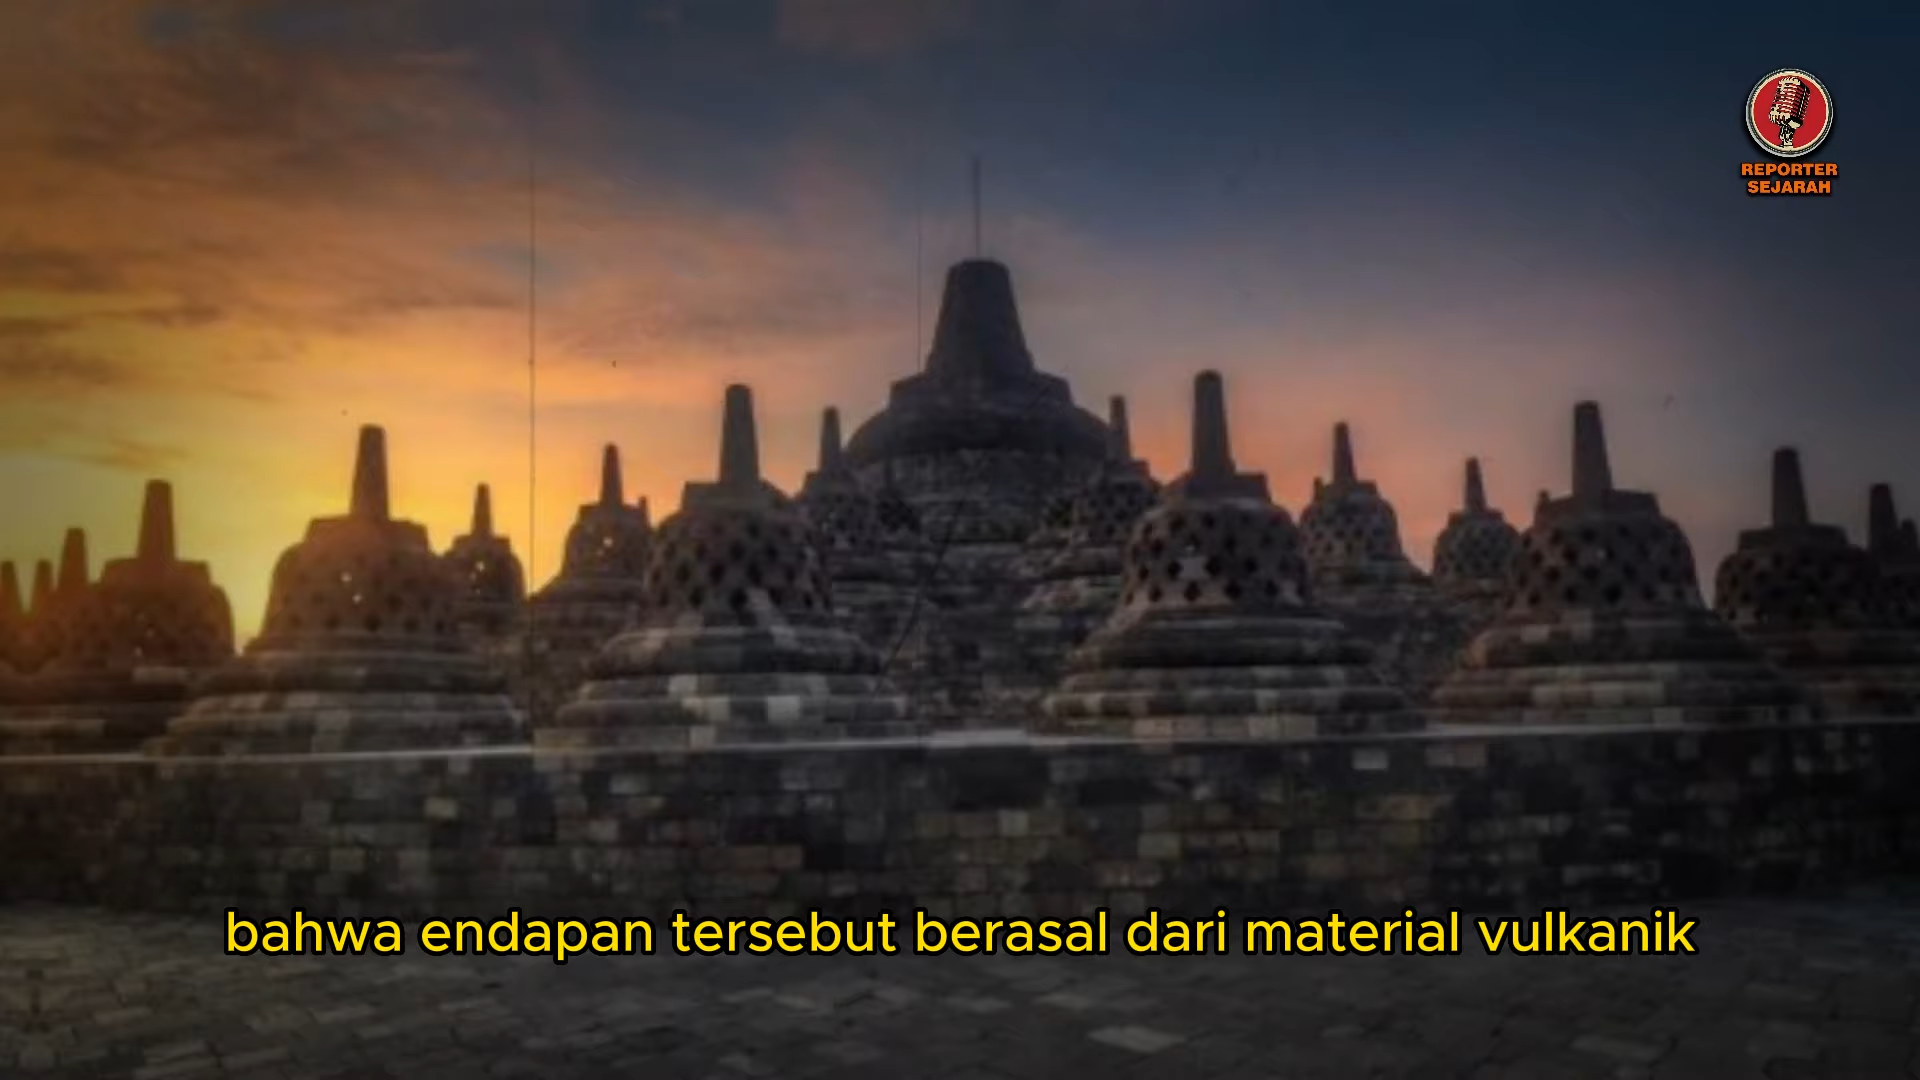 REPORTER
SEJARAH
bahwa endapan tersebut berasal dari material vulkanik